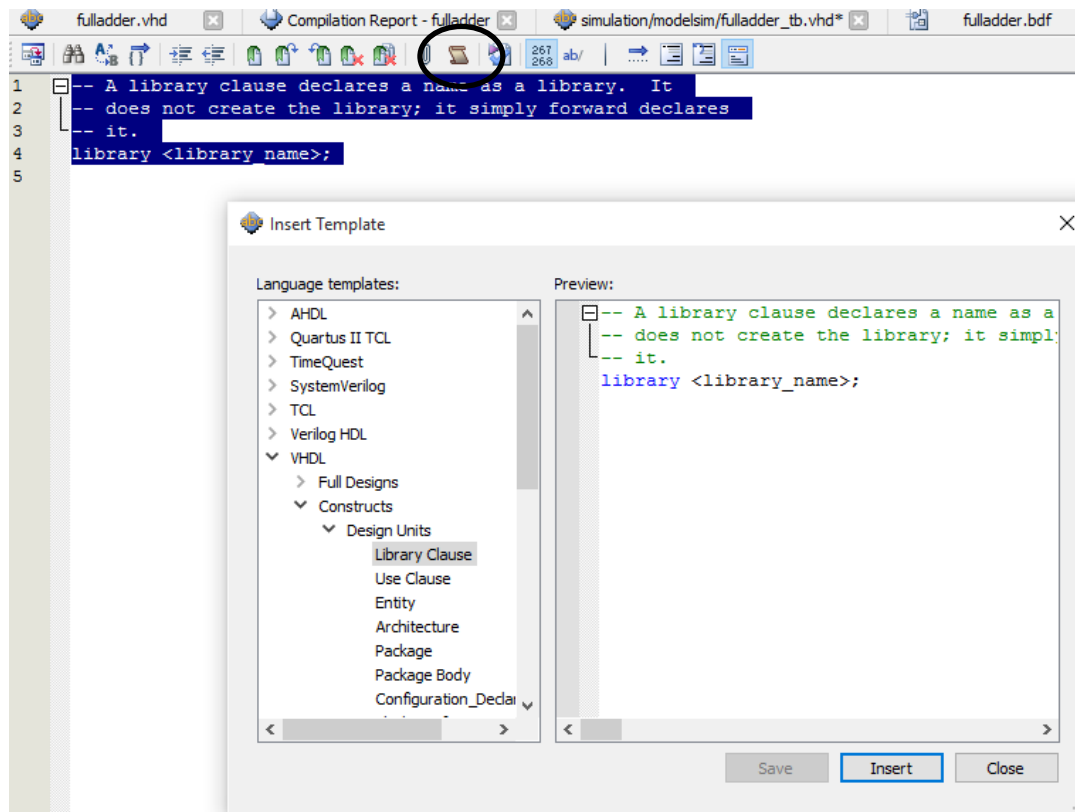 fulladder.vhd Compilation Report - fulladder simulation/modelsim/fulladder_tb.vhd* fulladder.bdf
267
268 ab/
1 -- A library clause declares a name as a library.  It
2 -- does not create the library; it simply forward declares
3 -- it.
4 library <library_name>;
5
Insert Template
Language templates:
AHDL
Quartus II TCL
TimeQuest
SystemVerilog
TCL
Verilog HDL
VHDL
Full Designs
Constructs
Design Units
Library Clause
Use Clause
Entity
Architecture
Package
Package Body
Configuration_Declar
Preview:
-- A library clause declares a name as a
-- does not create the library; it simply
-- it.
library <library_name>;
Save Insert Close